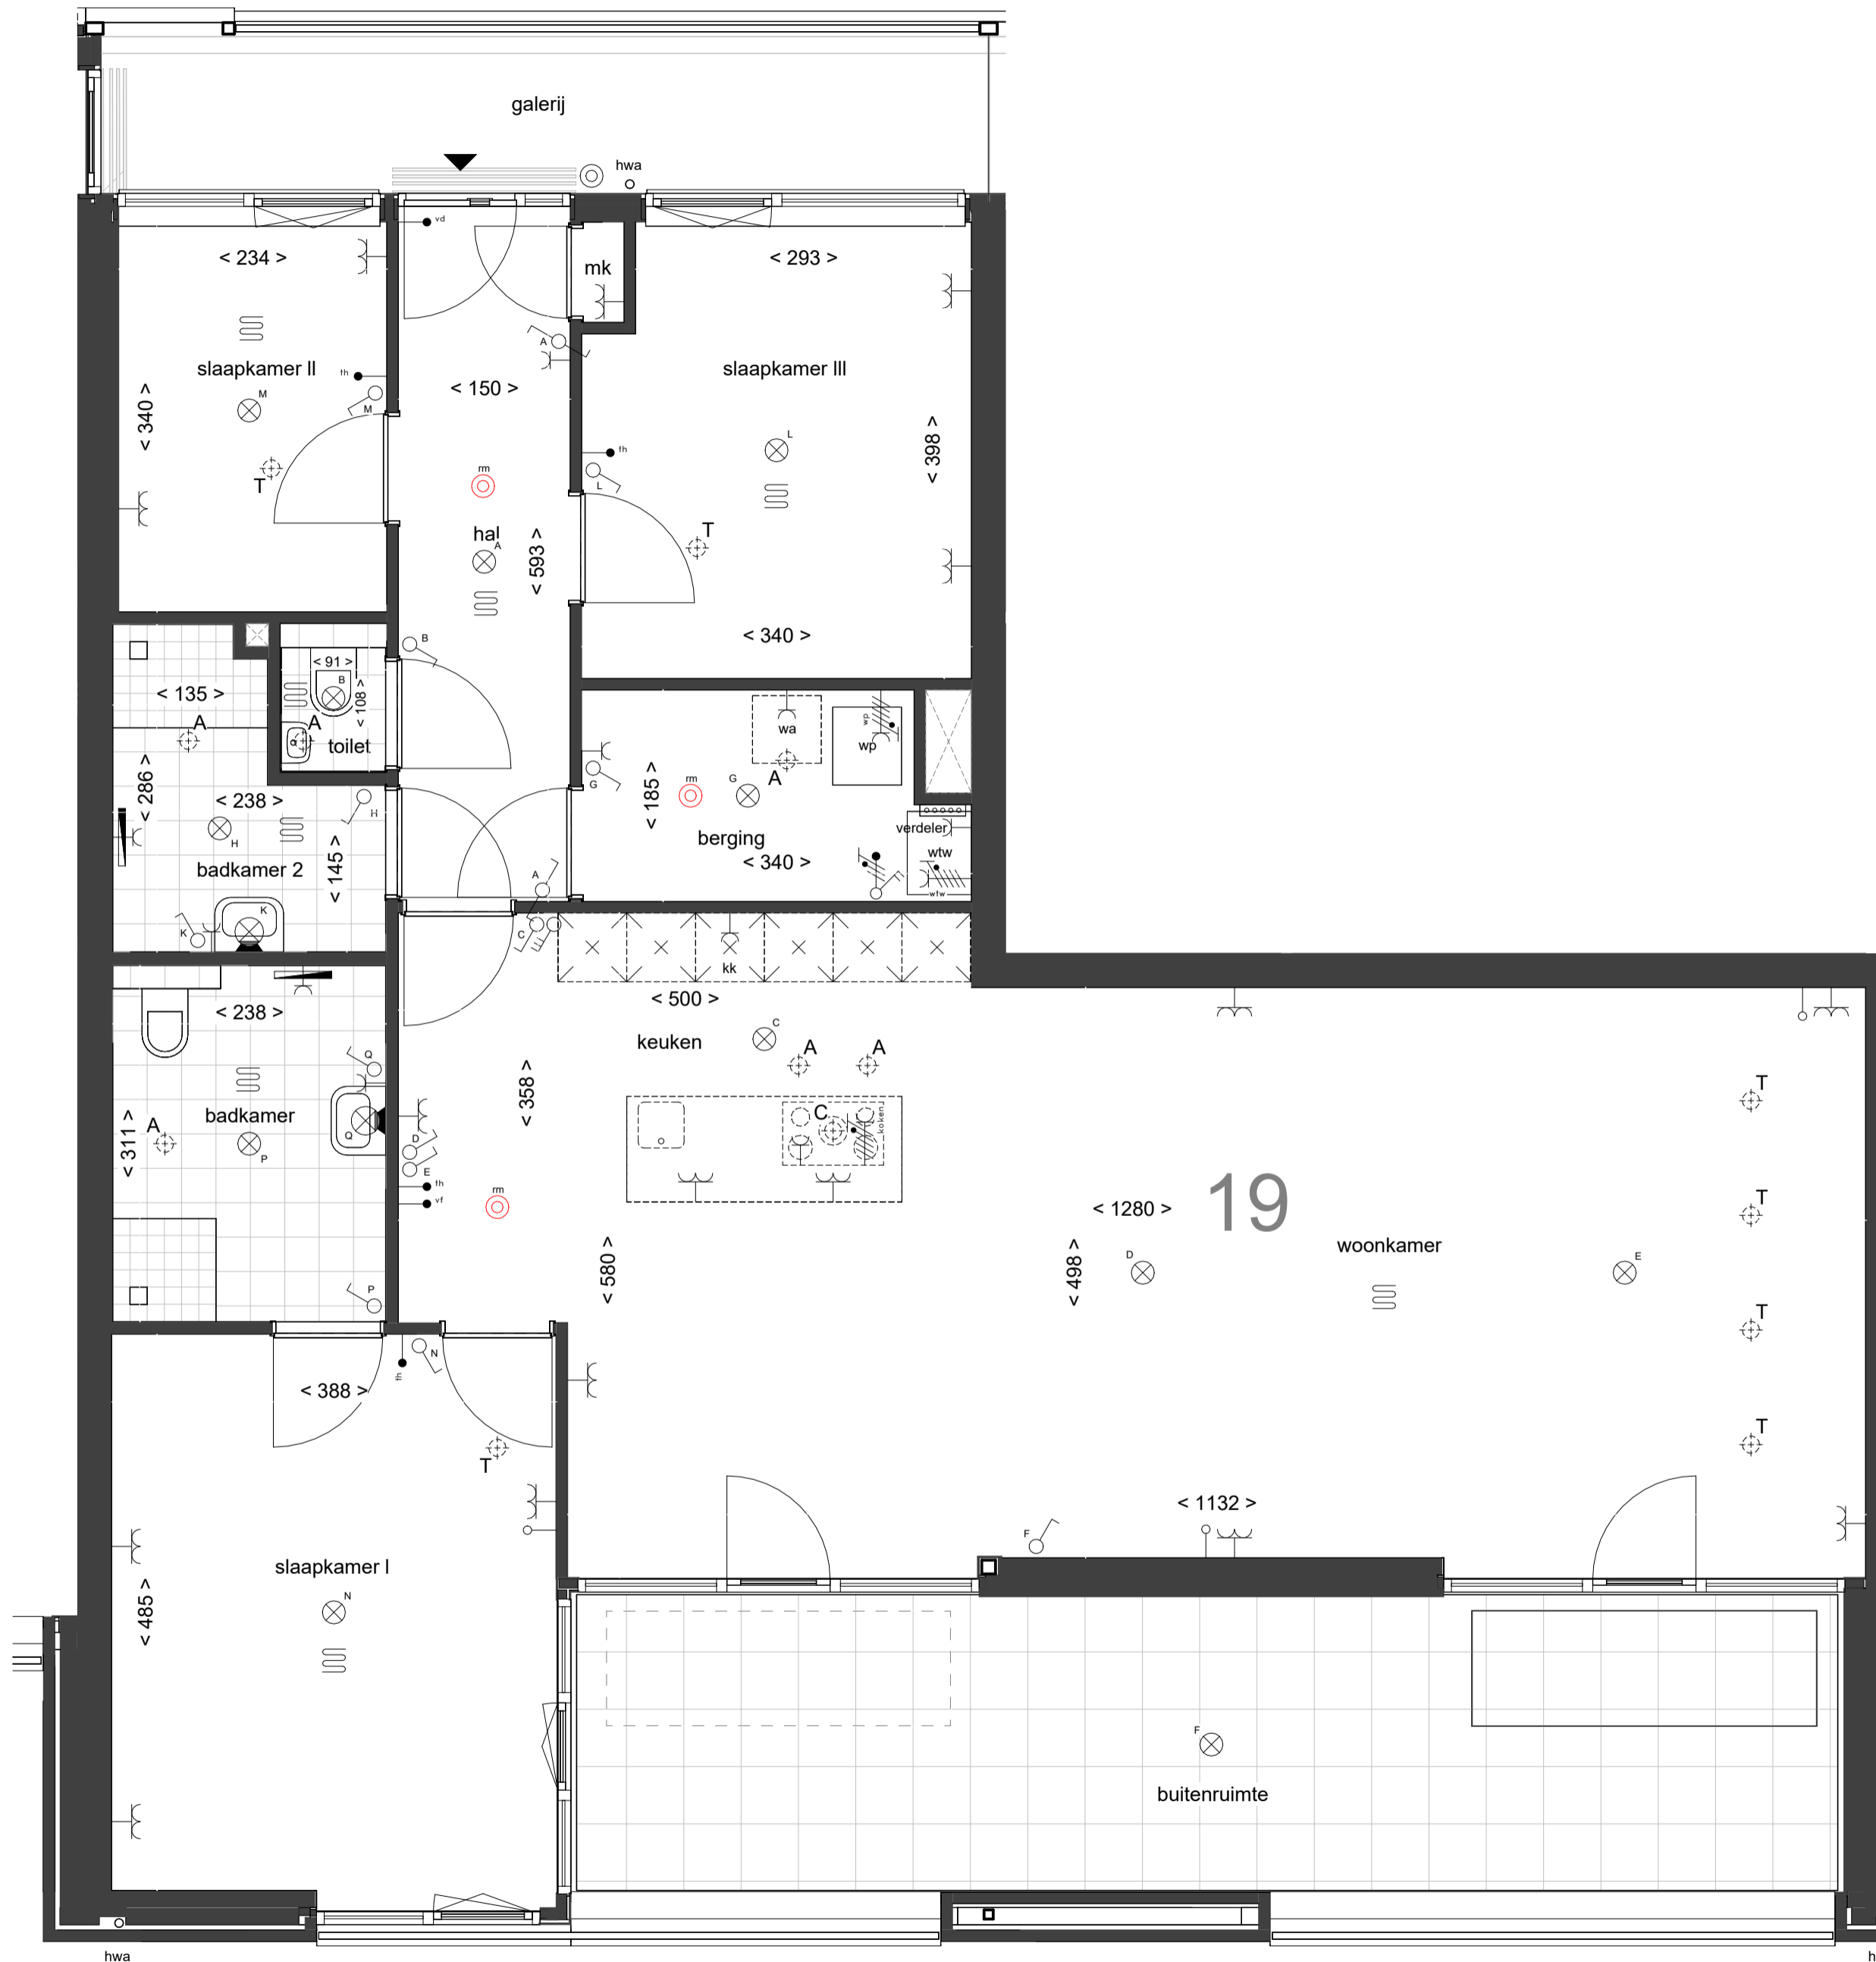 galerij
hwa
vd
< 234 >
< 293 >
mk
A
slaapkamer II
slaapkamer III
th
< 150 >
M
M
< 340 >
L
< 398 >
th
T
rm
L
hal
A
T
< 593 >
B
< 340 >
< 91 >
B
< 108 >
< 135 >
A
A
Q
toilet
wa
wp
wp
A
< 286 >
< 238 >
H
H
badkamer 2
< 145 >
G
< 185 >
rm
G
berging
< 340 >
verdeler
wtw
wtw
A
K
K
C
E
kk
< 500 >
keuken
C
A
A
< 238 >
Q
badkamer
Q
A
P
< 311 >
P
< 358 >
D
E
th
vf
rm
C
koken
T
T
T
T
< 1280 >
19
woonkamer
D
E
< 580 >
< 498 >
th
N
< 388 >
T
< 1132 >
F
slaapkamer I
N
< 485 >
F
buitenruimte
hwa
h